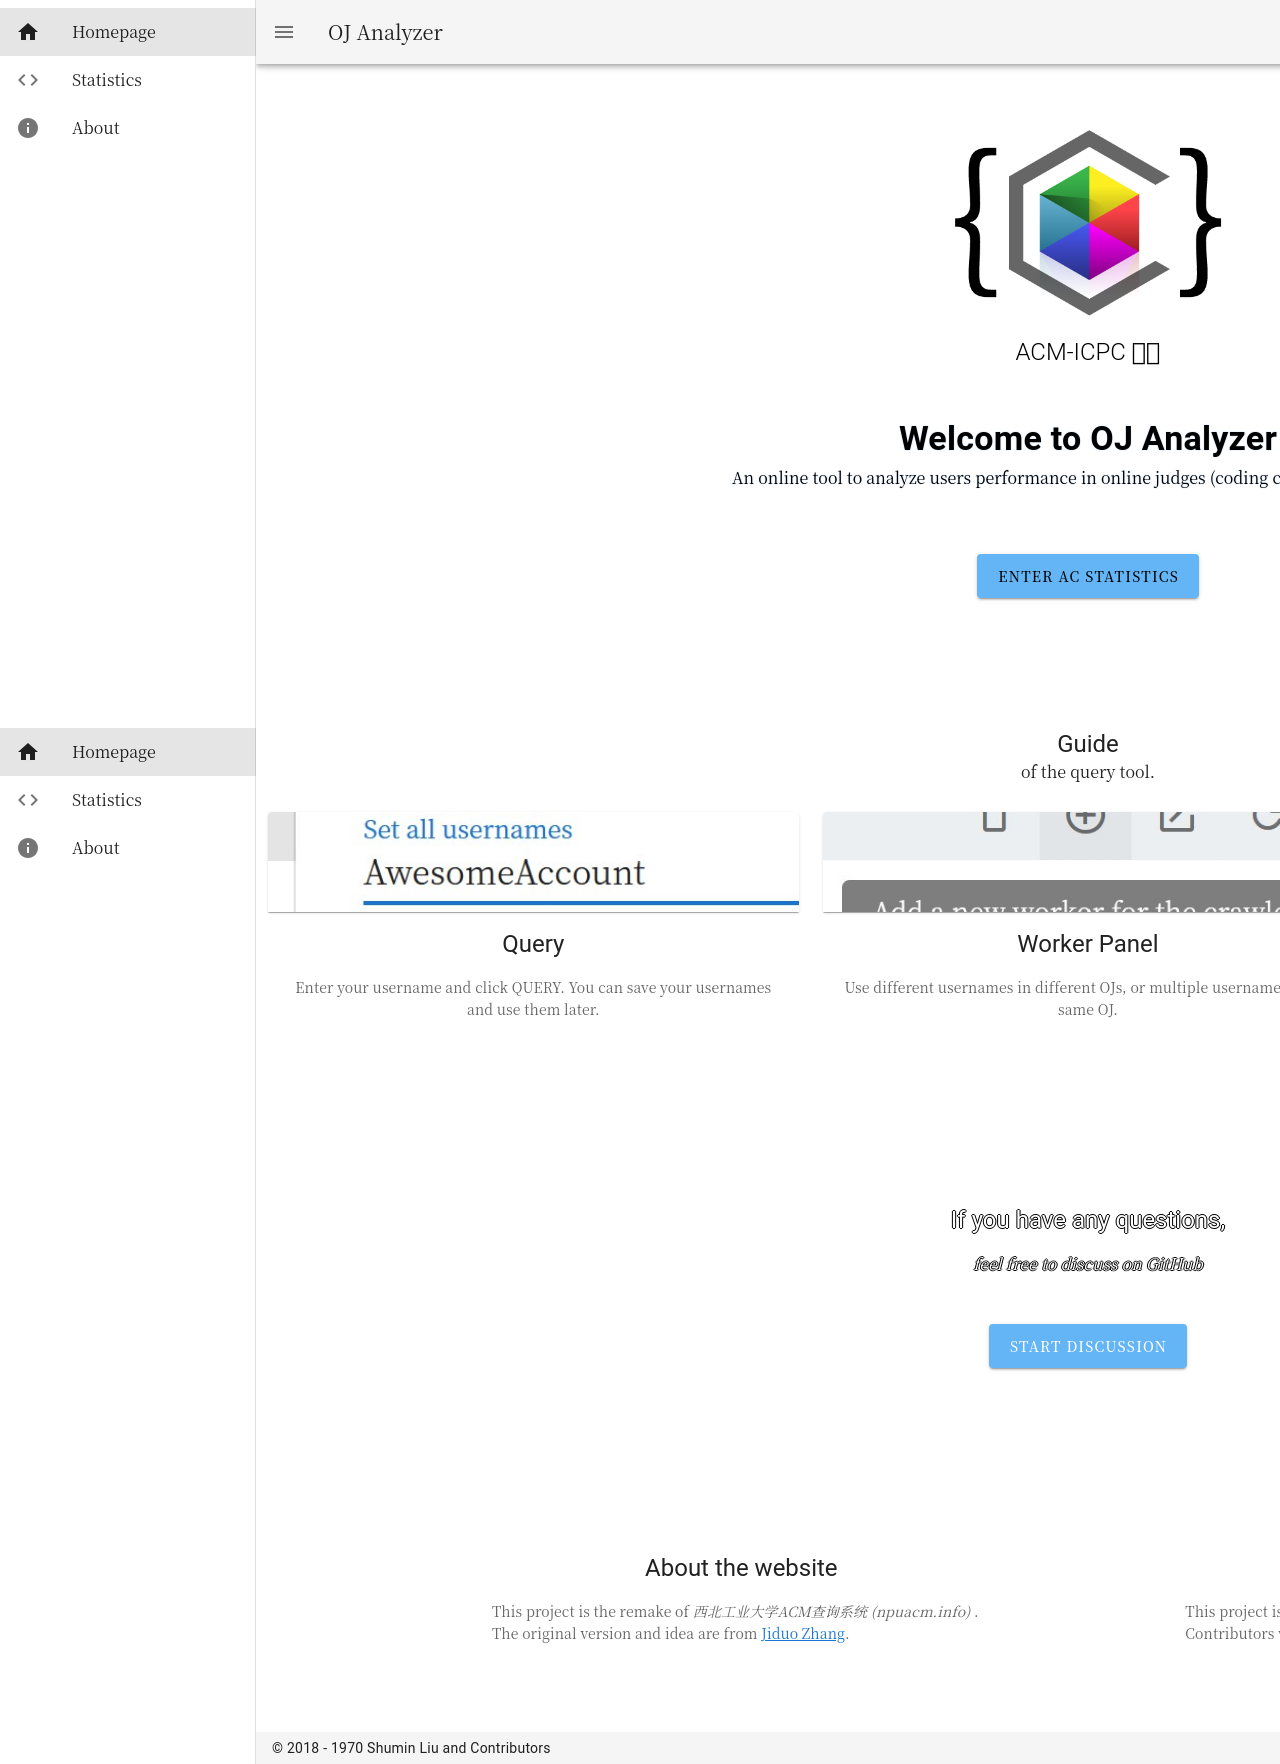 Homepage
Statistics
About
OJ Analyzer
ACM-ICPC
Welcome to OJ Analyzer
An online tool to analyze users performance in online judges (coding
ENTER AC STATISTICS
Homepage
Statistics
About
Guide
of the query tool.
Set all usernames
AwesomeAccount
Add a new worker for the
Query
Worker Panel
Enter your username and click QUERY. You can save your usernames
and use them later.
Use different usernames in different OJs, or multiple
same OJ.
If you have any questions,
feel free to discuss on GitHub
START DISCUSSION
About the website
This project is the remake of 西北工业大学ACM查询系统 (npuacm.info) .
The original version and idea are from Jiduo Zhang.
This project
Contributors
© 2018 - 1970 Shumin Liu and Contributors